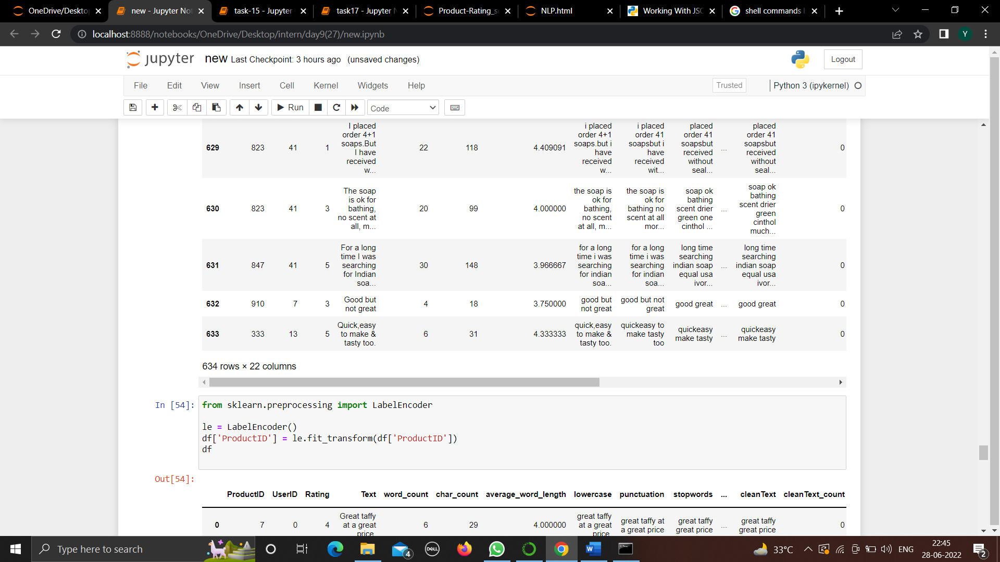 OneDrive/Deskto
new - Jupyter Not
task-15 - Jupyter
task17 - Jupyter N
Product-Rating_s
NLP.html
Working With JSO
shell commands
localhost:8888/notebooks/OneDrive/Desktop/intern/day9(27)/new.ipynb
Y
jupyter new Last Checkpoint: 3 hours ago (unsaved changes)
Logout
File Edit View Insert Cell Kernel Widgets Help
Trusted
Python 3 (ipykernel)
Run
Code
629 823 41 1 I placed order 4+1 soaps.But I have received w... 22 118 4.409091 i placed order 4+1 soaps.but i have received w... i placed order 41 soapsbut i have received wit... placed order 41 soapsbut received without seal... ... placed order 41 soapsbut received without seal... 0
630 823 41 3 The soap is ok for bathing, no scent at all, m... 20 99 4.000000 the soap is ok for bathing, no scent at all, m... the soap is ok for bathing no scent at all mor... soap ok bathing scent drier green one cinthol ... ... soap ok bathing scent drier green cinthol much... 0
631 847 41 5 For a long time I was searching for Indian soa... 30 148 3.966667 for a long time i was searching for indian soa... for a long time i was searching for indian soa... long time searching indian soap equal usa ivor... ... long time searching indian soap equal usa ivor... 0
632 910 7 3 Good but not great 4 18 3.750000 good but not great good but not great good great ... good great 0
633 333 13 5 Quick,easy to make & tasty too. 6 31 4.333333 quick,easy to make & tasty too. quickeasy to make tasty too quickeasy make tasty ... quickeasy make tasty 0
634 rows × 22 columns
In [54]:
from sklearn.preprocessing import LabelEncoder
le = LabelEncoder()
df['ProductID'] = le.fit_transform(df['ProductID'])
df
Out[54]:
ProductID UserID Rating Text word_count char_count average_word_length lowercase punctuation stopwords ... cleanText cleanText_count
0 7 0 4 Great taffy at a great price. 6 29 4.000000 great taffy at a great price. great taffy at a great price great taffy great price ... great taffy great price 0
Type here to search
4
DELL
W
33°C
ENG
22:45
28-06-2022
2